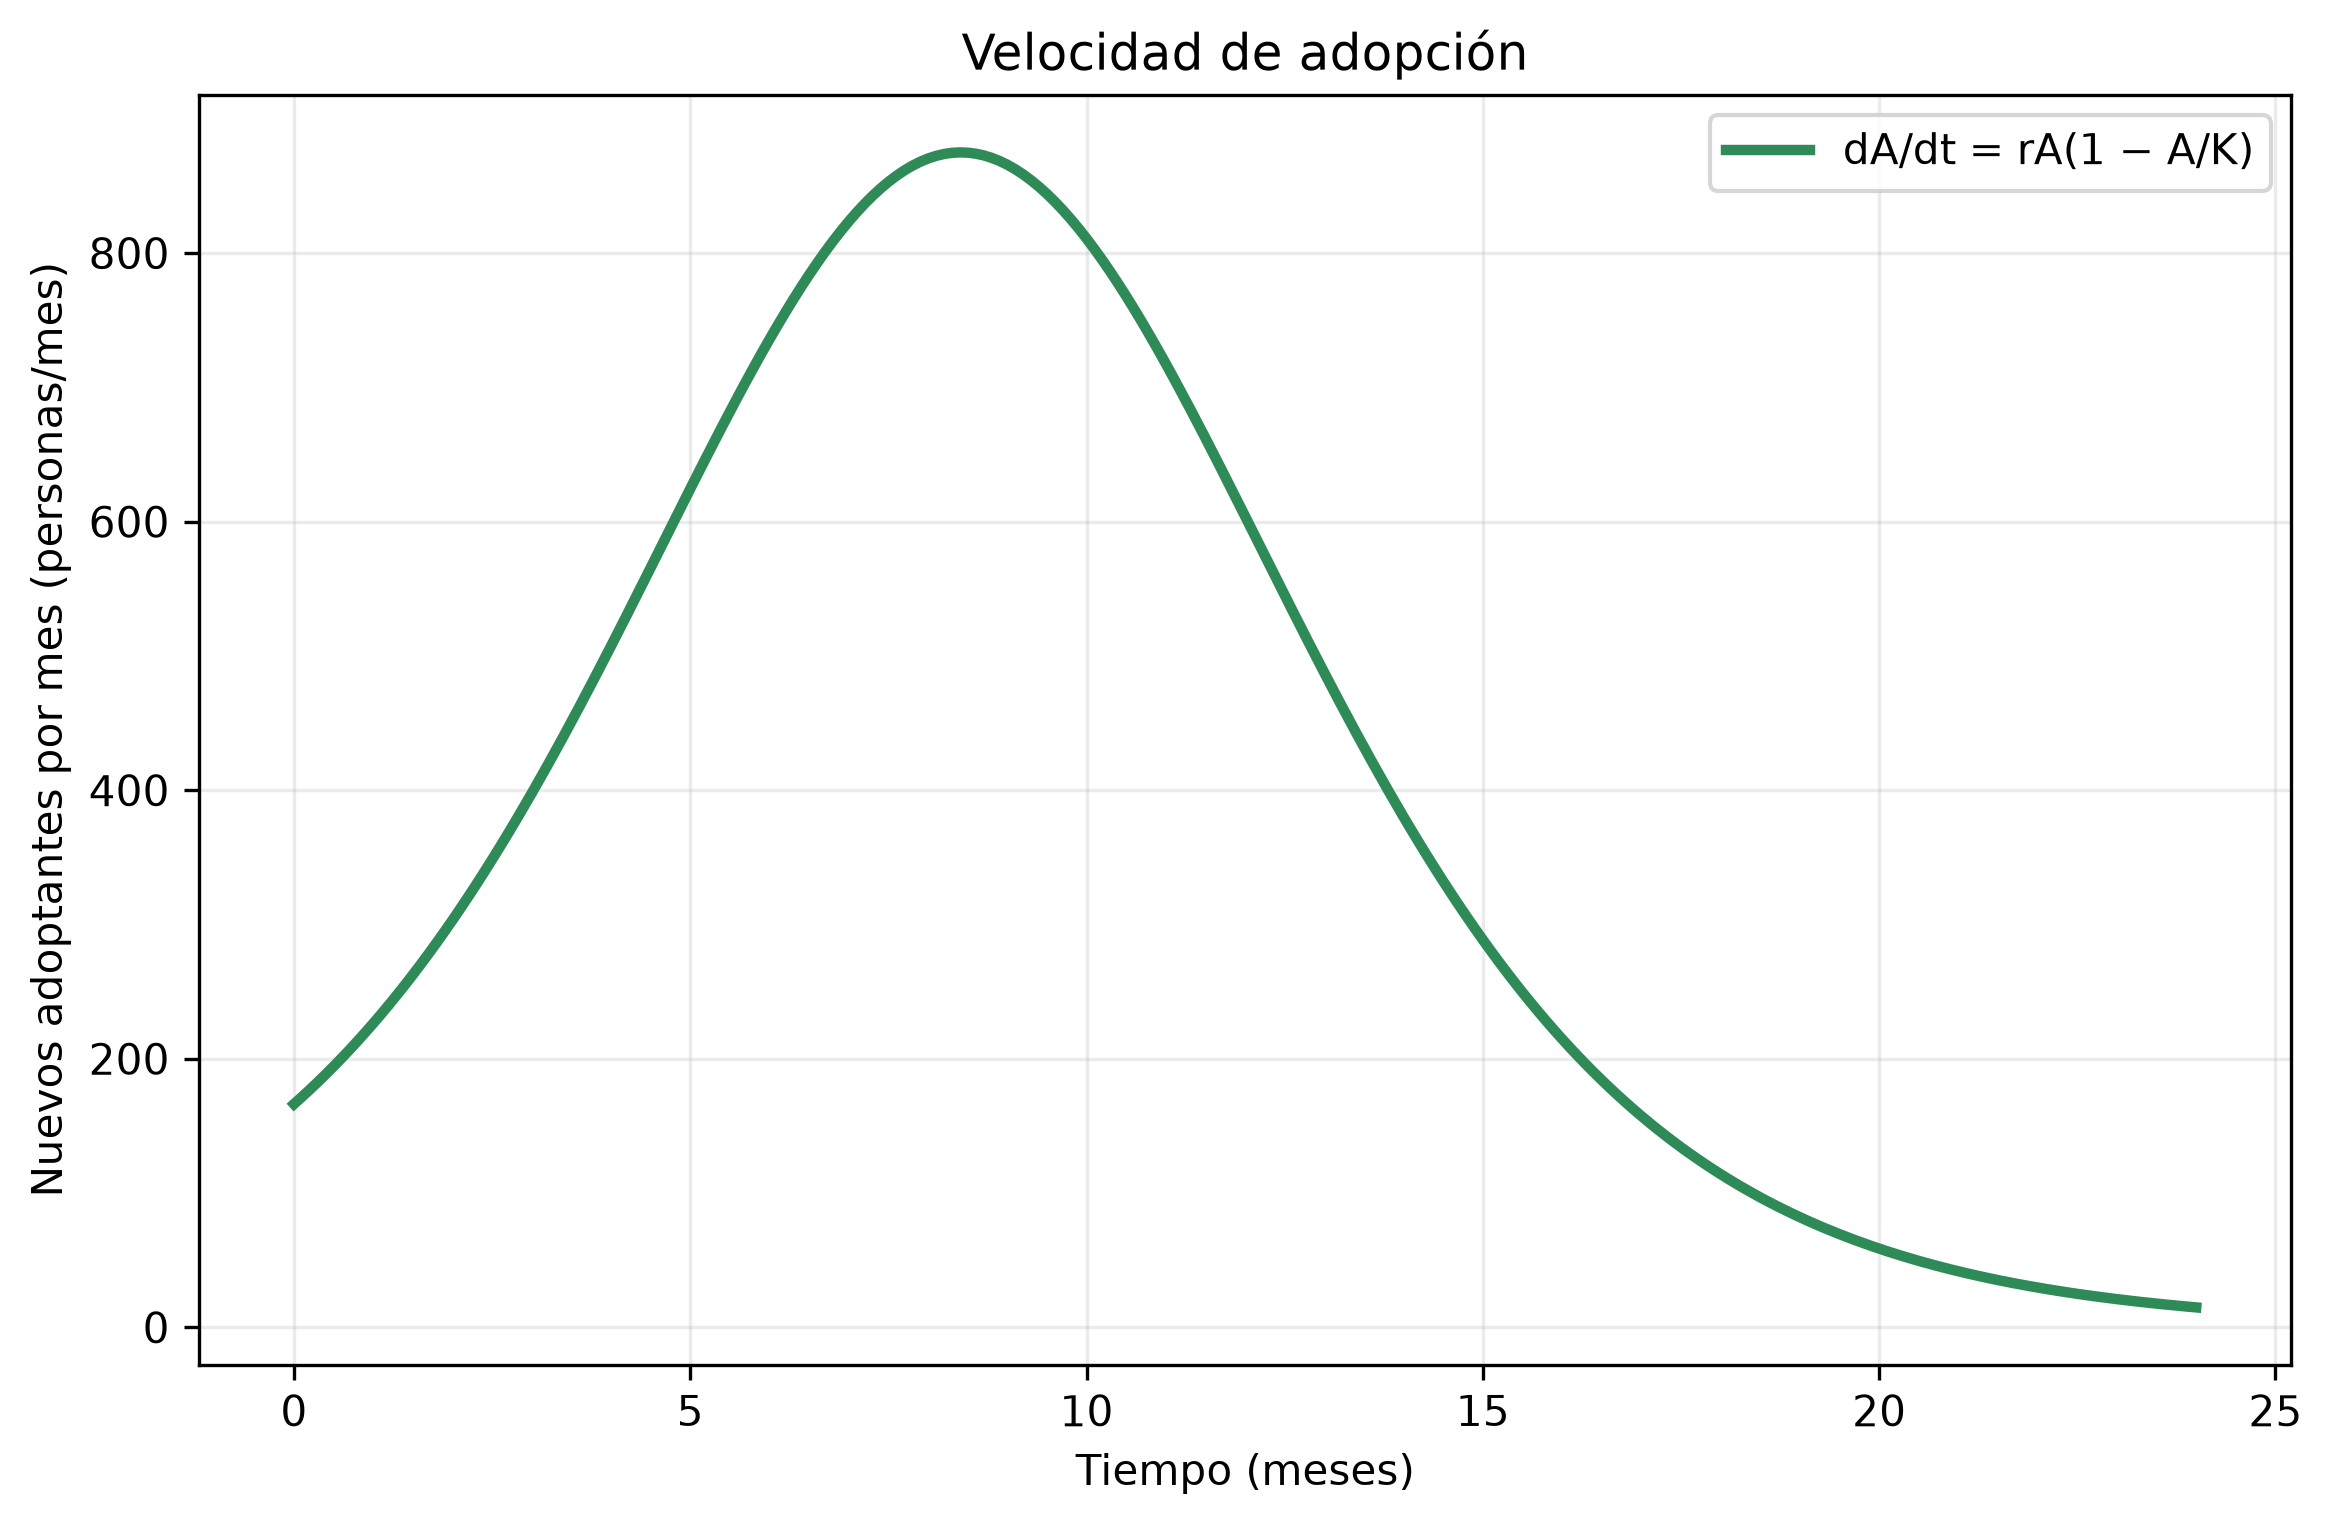 Velocidad de adopción
dA/dt = rA(1 − A/K)
Nuevos adoptantes por mes (personas/mes)
800
600
400
200
0
0 5 10 15 20 25
Tiempo (meses)